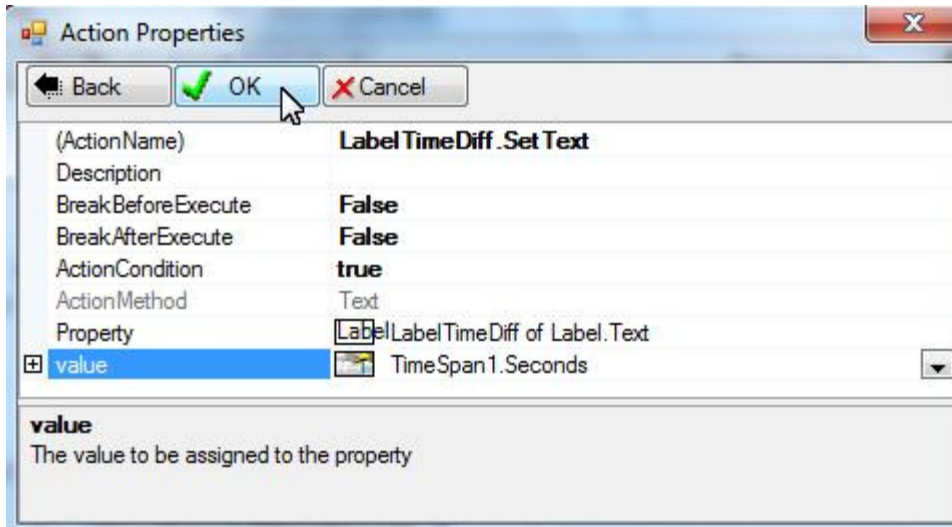 Action Properties
Back OK Cancel
(ActionName) LabelTimeDiff.SetText
Description
BreakBeforeExecute False
BreakAfterExecute False
ActionCondition true
ActionMethod Text
Property Label LabelTimeDiff of Label.Text
value TimeSpan1.Seconds
value
The value to be assigned to the property